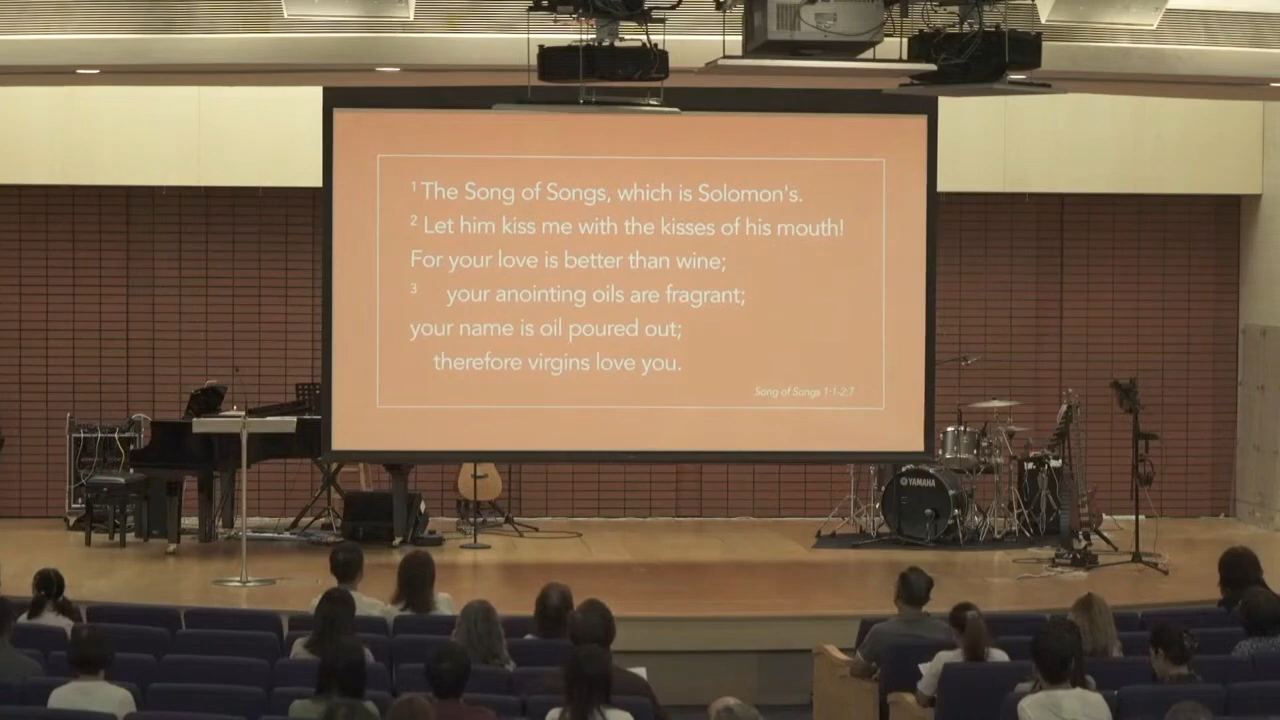 1 The Song of Songs, which is Solomon's.
2 Let him kiss me with the kisses of his mouth!
For your love is better than wine;
3 your anointing oils are fragrant;
your name is oil poured out;
therefore virgins love you.
Song of Songs 1:1-2:7
YAMAHA